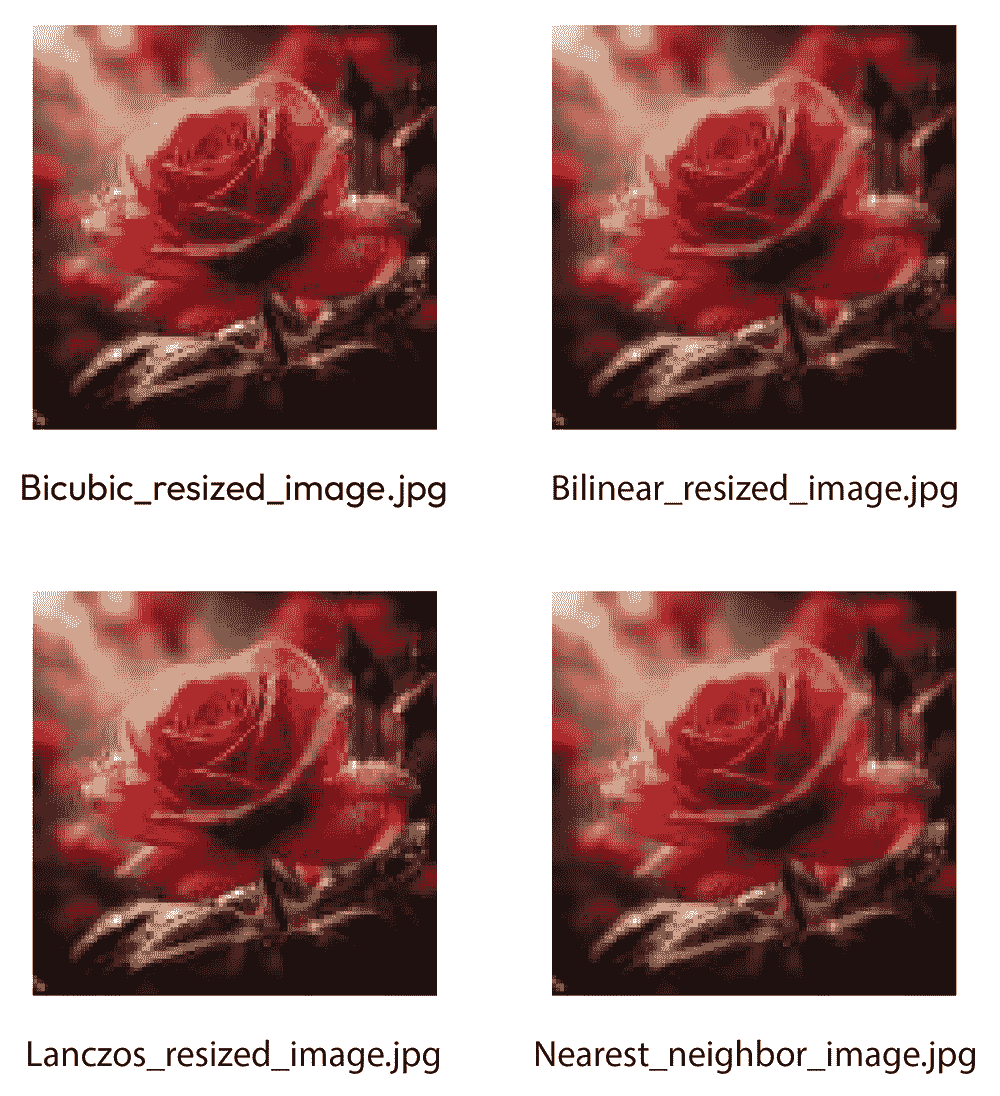 Bicubic_resized_image.jpg
Bilinear_resized_image.jpg
Lanczos_resized_image.jpg
Nearest_neighbor_image.jpg